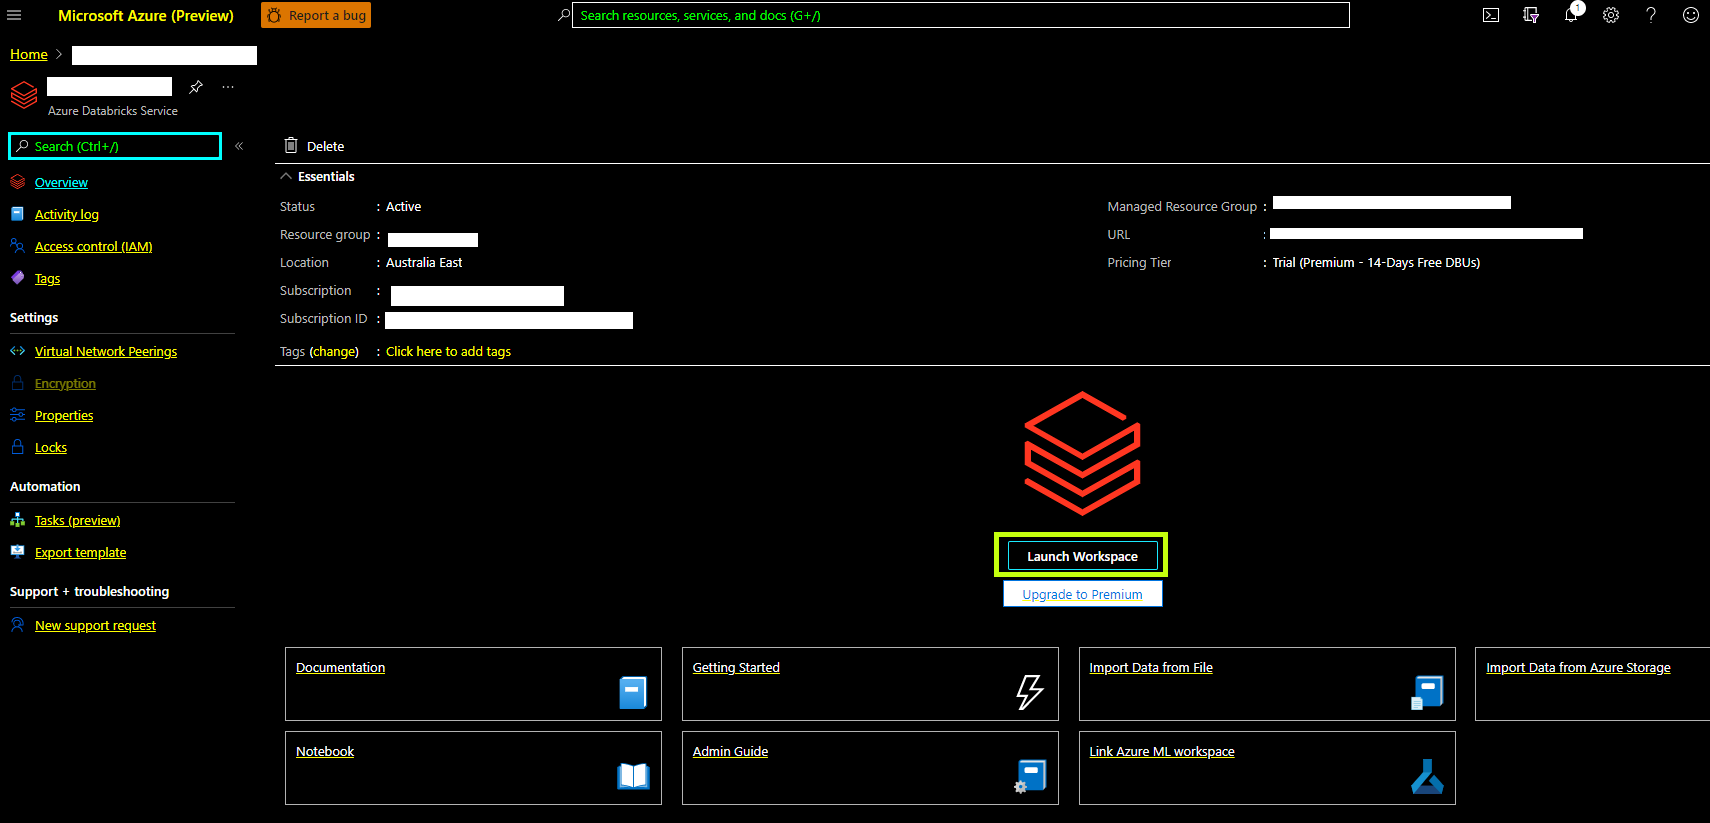 Microsoft Azure (Preview)
Report a bug
Search resources, services, and docs (G+/)
1
Home >
Azure Databricks Service
Search (Ctrl+/)
«
Overview
Activity log
Access control (IAM)
Tags
Settings
Virtual Network Peerings
Encryption
Properties
Locks
Automation
Tasks (preview)
Export template
Support + troubleshooting
New support request
Delete
Essentials
Status : Active
Resource group :
Location : Australia East
Subscription :
Subscription ID :
Tags (change) : Click here to add tags
Managed Resource Group :
URL :
Pricing Tier : Trial (Premium - 14-Days Free DBUs)
Launch Workspace
Upgrade to Premium
Documentation
Getting Started
Import Data from File
Import Data from Azure Storage
Notebook
Admin Guide
Link Azure ML workspace